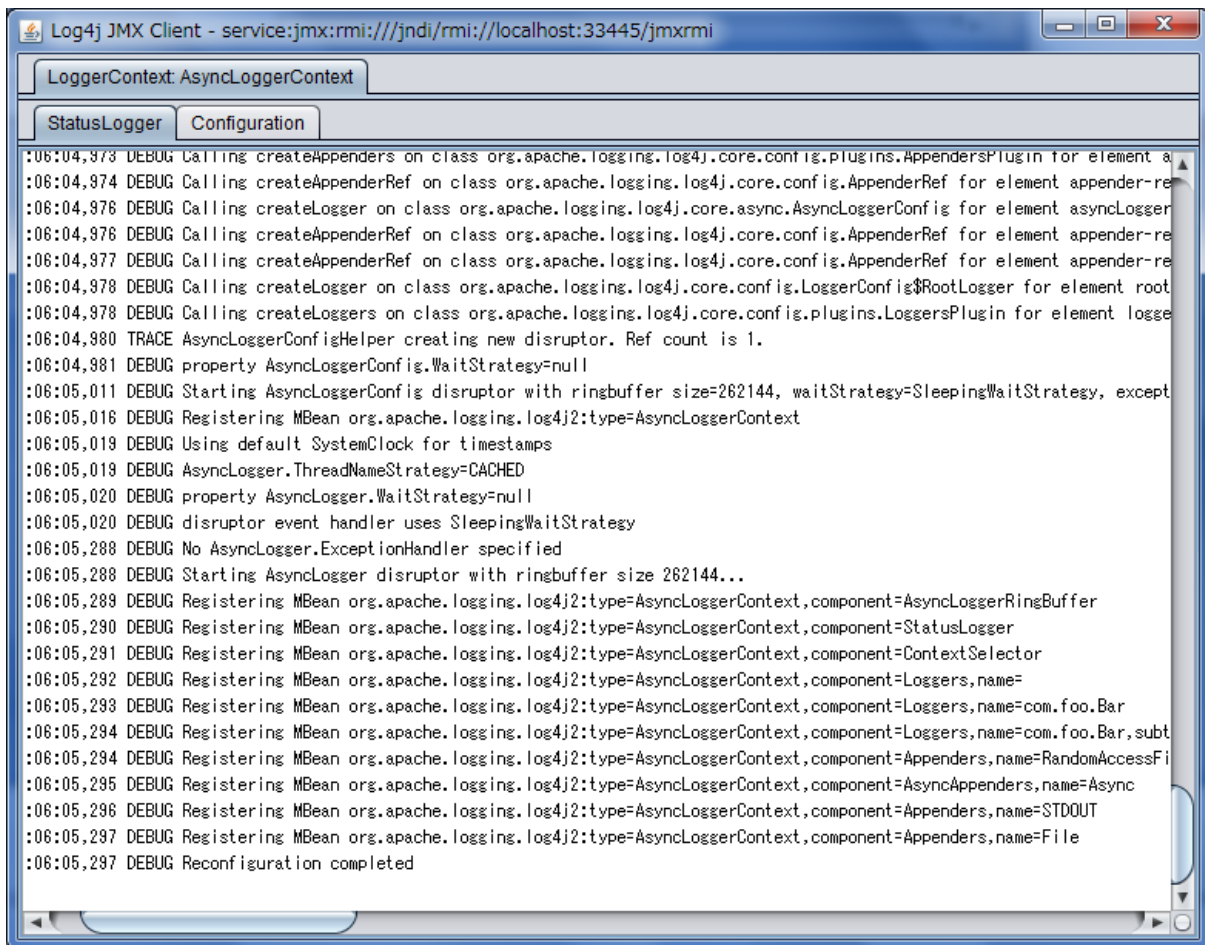 Log4j JMX Client - service:jmx:rmi:///jndi/rmi://localhost:33445/jmxrmi
LoggerContext: AsyncLoggerContext
StatusLogger Configuration
:06:04,973 DEBUG Calling createAppenders on class org.apache.logging.log4j.core.config.plugins.AppendersPlugin for element a
:06:04,974 DEBUG Calling createAppenderRef on class org.apache.logging.log4j.core.config.AppenderRef for element appender-re
:06:04,976 DEBUG Calling createLogger on class org.apache.logging.log4j.core.async.AsyncLoggerConfig for element asyncLogger
:06:04,976 DEBUG Calling createAppenderRef on class org.apache.logging.log4j.core.config.AppenderRef for element appender-re
:06:04,977 DEBUG Calling createAppenderRef on class org.apache.logging.log4j.core.config.AppenderRef for element appender-re
:06:04,978 DEBUG Calling createLogger on class org.apache.logging.log4j.core.config.LoggerConfig$RootLogger for element root
:06:04,978 DEBUG Calling createLoggers on class org.apache.logging.log4j.core.config.plugins.LoggersPlugin for element logge
:06:04,980 TRACE AsyncLoggerConfigHelper creating new disruptor. Ref count is 1.
:06:04,981 DEBUG property AsyncLoggerConfig.WaitStrategy=null
:06:05,011 DEBUG Starting AsyncLoggerConfig disruptor with ringbuffer size=262144, waitStrategy=SleepingWaitStrategy, except
:06:05,016 DEBUG Registering MBean org.apache.logging.log4j2:type=AsyncLoggerContext
:06:05,019 DEBUG Using default SystemClock for timestamps
:06:05,019 DEBUG AsyncLogger.ThreadNameStrategy=CACHED
:06:05,020 DEBUG property AsyncLogger.WaitStrategy=null
:06:05,020 DEBUG disruptor event handler uses SleepingWaitStrategy
:06:05,288 DEBUG No AsyncLogger.ExceptionHandler specified
:06:05,288 DEBUG Starting AsyncLogger disruptor with ringbuffer size 262144...
:06:05,289 DEBUG Registering MBean org.apache.logging.log4j2:type=AsyncLoggerContext,component=AsyncLoggerRingBuffer
:06:05,290 DEBUG Registering MBean org.apache.logging.log4j2:type=AsyncLoggerContext,component=StatusLogger
:06:05,291 DEBUG Registering MBean org.apache.logging.log4j2:type=AsyncLoggerContext,component=ContextSelector
:06:05,292 DEBUG Registering MBean org.apache.logging.log4j2:type=AsyncLoggerContext,component=Loggers,name=
:06:05,293 DEBUG Registering MBean org.apache.logging.log4j2:type=AsyncLoggerContext,component=Loggers,name=com.foo.Bar
:06:05,294 DEBUG Registering MBean org.apache.logging.log4j2:type=AsyncLoggerContext,component=Loggers,name=com.foo.Bar,subt
:06:05,294 DEBUG Registering MBean org.apache.logging.log4j2:type=AsyncLoggerContext,component=Appenders,name=RandomAccessFi
:06:05,295 DEBUG Registering MBean org.apache.logging.log4j2:type=AsyncLoggerContext,component=AsyncAppenders,name=Async
:06:05,296 DEBUG Registering MBean org.apache.logging.log4j2:type=AsyncLoggerContext,component=Appenders,name=STDOUT
:06:05,297 DEBUG Registering MBean org.apache.logging.log4j2:type=AsyncLoggerContext,component=Appenders,name=File
:06:05,297 DEBUG Reconfiguration completed